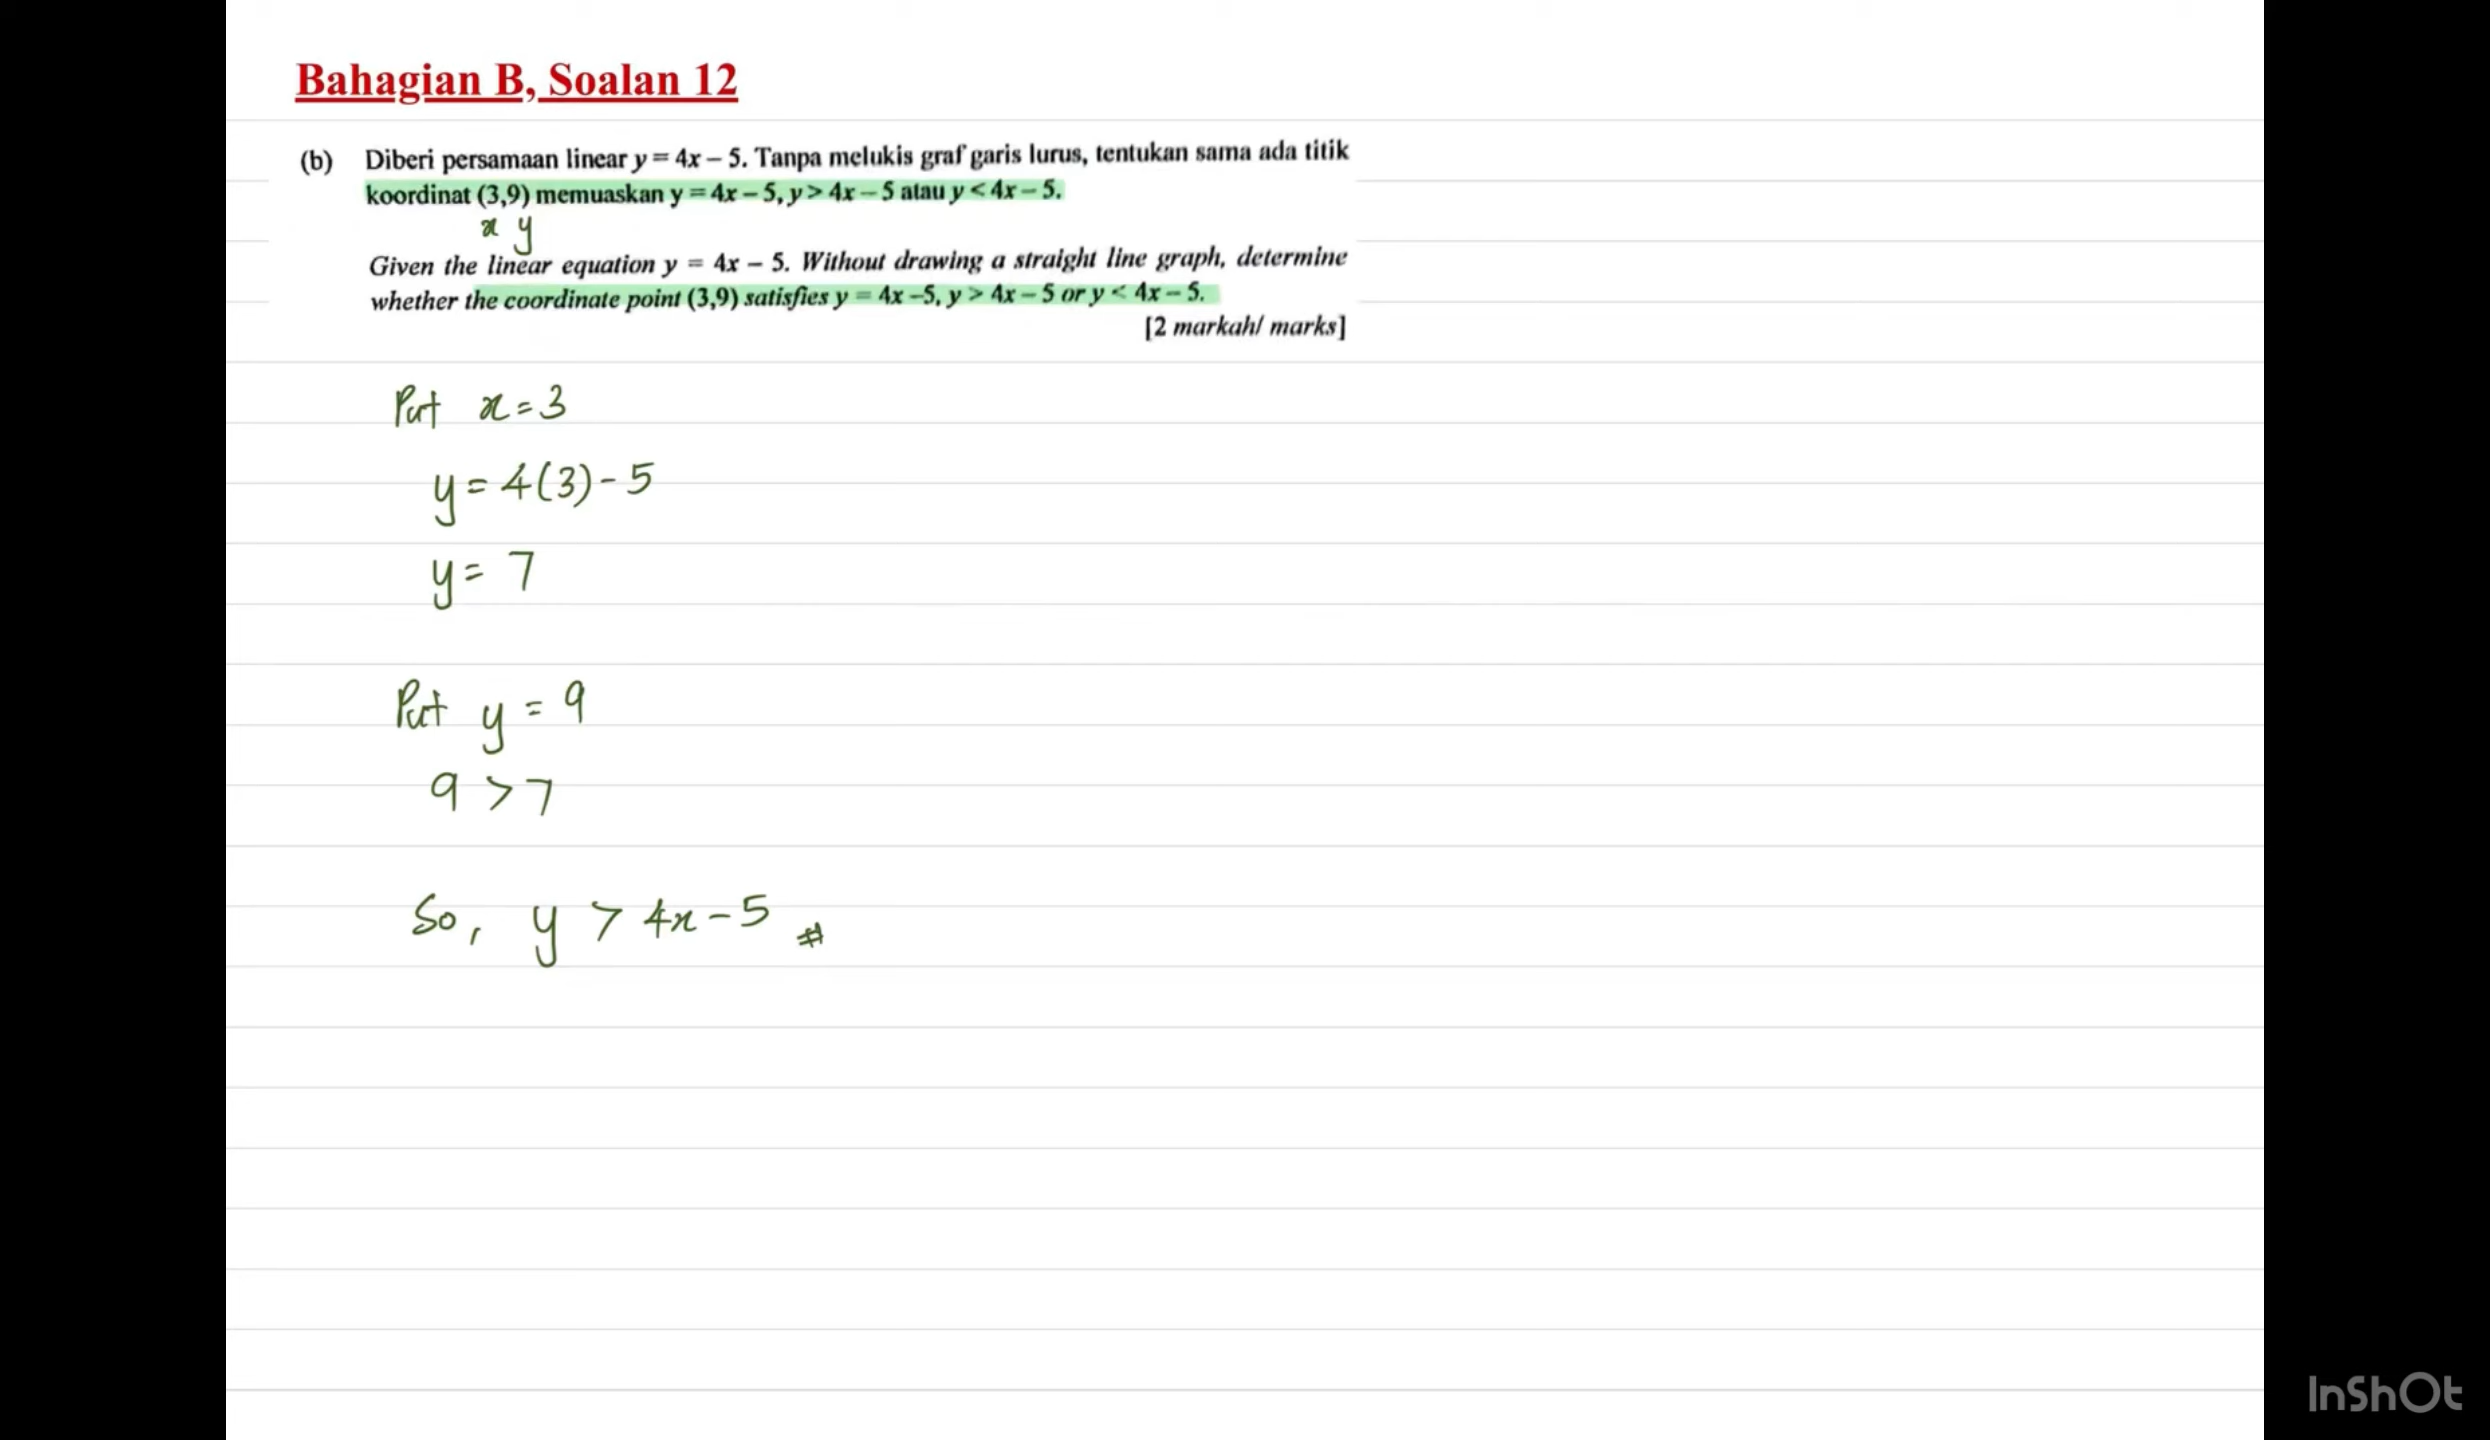 Bahagian B, Soalan 12
(b) Diberi persamaan linear y = 4x – 5. Tanpa melukis graf garis lurus, tentukan sama ada titik
koordinat (3,9) memuaskan y = 4x – 5, y > 4x – 5 atau y < 4x – 5.
x y
Given the linear equation y = 4x – 5. Without drawing a straight line graph, determine
whether the coordinate point (3,9) satisfies y = 4x –5, y > 4x – 5 or y < 4x – 5.
[2 markah/ marks]
Put x = 3
y = 4(3) - 5
y = 7
Put y = 9
9 > 7
So, y > 4x - 5 #
InShOt